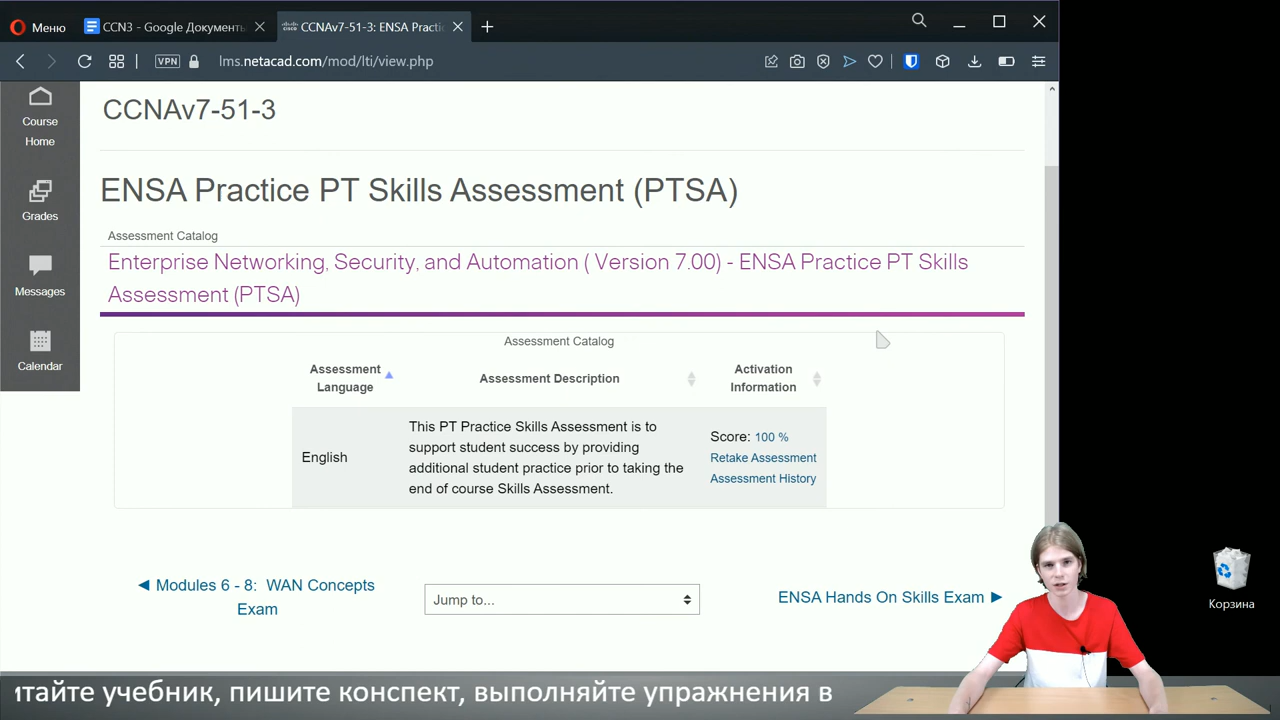 Меню
CCN3 - Google Документы
CCNAv7-51-3: ENSA Practi
VPN
lms.netacad.com/mod/lti/view.php
Course
Home
Grades
Messages
Calendar
CCNAv7-51-3
ENSA Practice PT Skills Assessment (PTSA)
Assessment Catalog
Enterprise Networking, Security, and Automation ( Version 7.00) - ENSA Practice PT Skills
Assessment (PTSA)
Assessment Catalog
Assessment
Language
Assessment Description
Activation
Information
English
This PT Practice Skills Assessment is to
support student success by providing
additional student practice prior to taking the
end of course Skills Assessment.
Score: 100 %
Retake Assessment
Assessment History
◄ Modules 6 - 8: WAN Concepts
Exam
Jump to...
ENSA Hands On Skills Exam ►
Корзина
итайте учебник, пишите конспект, выполняйте упражнения в